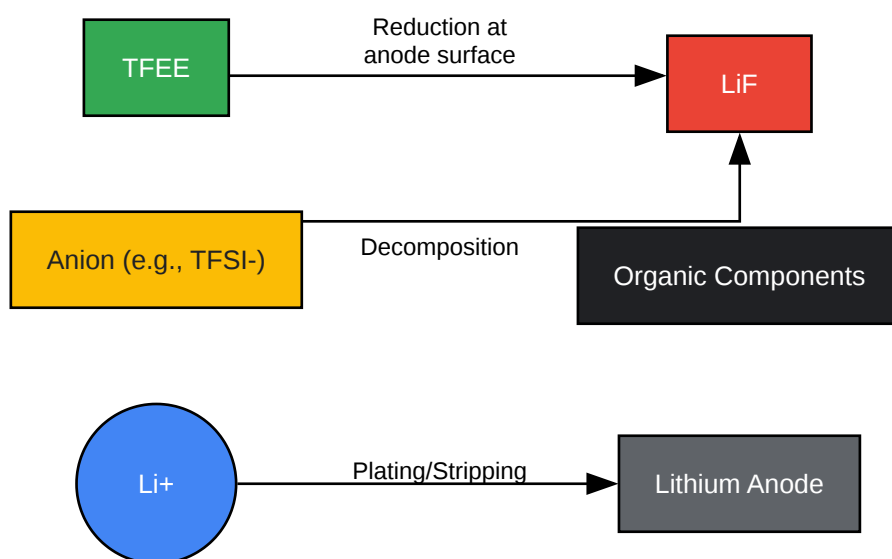 Reduction at
anode surface
TFEE
LiF
Anion (e.g., TFSI-)
Decomposition
Organic Components
Li+
Plating/Stripping
Lithium Anode